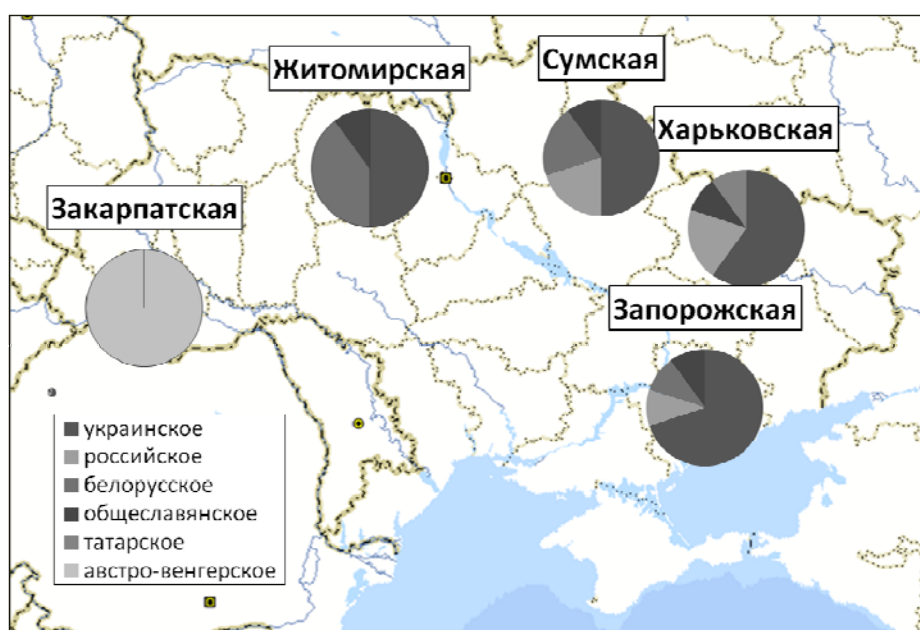 Житомирская
Сумская
Харьковская
Закарпатская
Запорожская
украинское
российское
белорусское
общеславянское
татарское
австро-венгерское